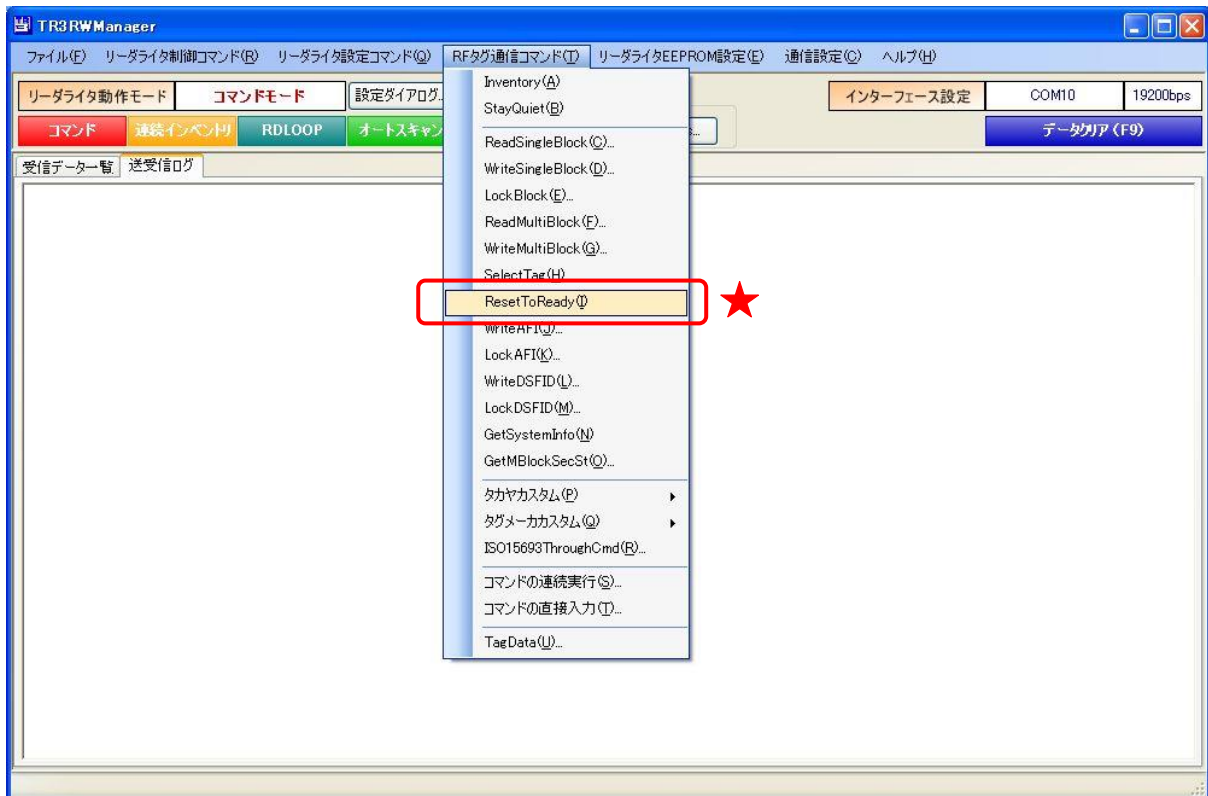 TR3RWManager
ファイル(F) リーダライタ制御コマンド(R) リーダライタ設定コマンド(Q) RFタグ通信コマンド(T) リーダライタEEPROM設定(E) 通信設定(C) ヘルプ(H)
リーダライタ動作モード コマンドモード 設定ダイアログ... インターフェース設定 COM10 19200bps
コマンド 連続インベントリ RDLOOP オートスキャン データクリア(F9)
受信データ一覧 送受信ログ
Inventory(A)
StayQuiet(B)
ReadSingleBlock(C)...
WriteSingleBlock(D)...
LockBlock(E)...
ReadMultiBlock(F)...
WriteMultiBlock(G)...
SelectTag(H)
ResetToReady(I)
WriteAFI(J)...
LockAFI(K)...
WriteDSFID(L)...
LockDSFID(M)...
GetSystemInfo(N)
GetMBlockSecSt(O)...
タカヤカスタム(P)
タグメーカカスタム(Q)
ISO15693ThroughCmd(R)...
コマンドの連続実行(S)...
コマンドの直接入力(T)...
TagData(U)...